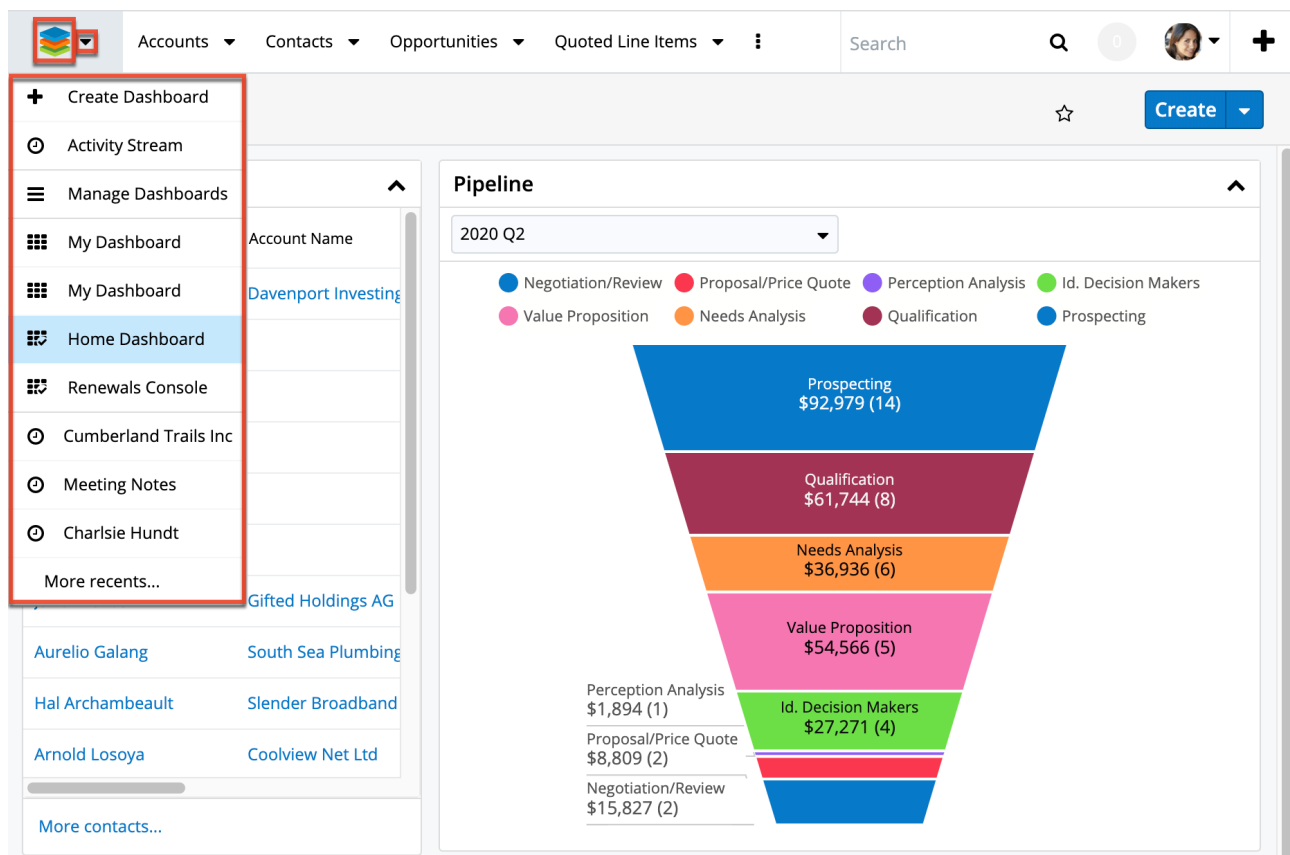 Accounts Contacts Opportunities Quoted Line Items Search 0
Create Dashboard
Activity Stream
Manage Dashboards
My Dashboard
My Dashboard
Home Dashboard
Renewals Console
Cumberland Trails Inc
Meeting Notes
Charlsie Hundt
More recents...
Create
Account Name
Davenport Investing
Gifted Holdings AG
Aurelio Galang South Sea Plumbing
Hal Archambeault Slender Broadband
Arnold Losoya Coolview Net Ltd
More contacts...
Pipeline
2020 Q2
Negotiation/Review Proposal/Price Quote Perception Analysis Id. Decision Makers
Value Proposition Needs Analysis Qualification Prospecting
Prospecting
$92,979 (14)
Qualification
$61,744 (8)
Needs Analysis
$36,936 (6)
Value Proposition
$54,566 (5)
Id. Decision Makers
$27,271 (4)
Perception Analysis
$1,894 (1)
Proposal/Price Quote
$8,809 (2)
Negotiation/Review
$15,827 (2)